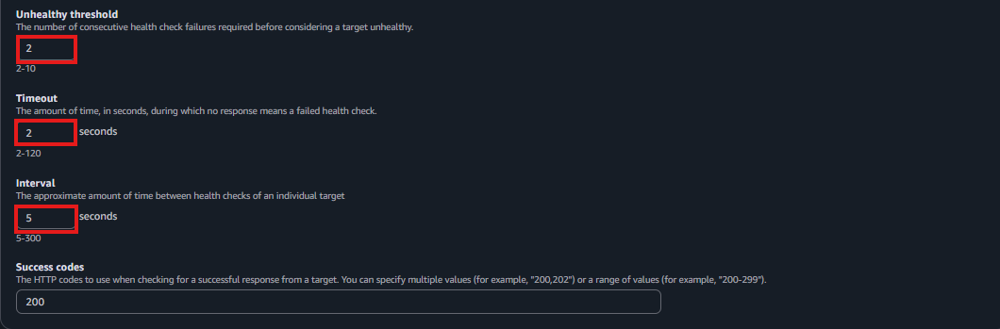 Unhealthy threshold
The number of consecutive health check failures required before considering a target unhealthy.
2
2-10
Timeout
The amount of time, in seconds, during which no response means a failed health check.
2 seconds
2-120
Interval
The approximate amount of time between health checks of an individual target
5 seconds
5-300
Success codes
The HTTP codes to use when checking for a successful response from a target. You can specify multiple values (for example, "200,202") or a range of values (for example, "200-299").
200